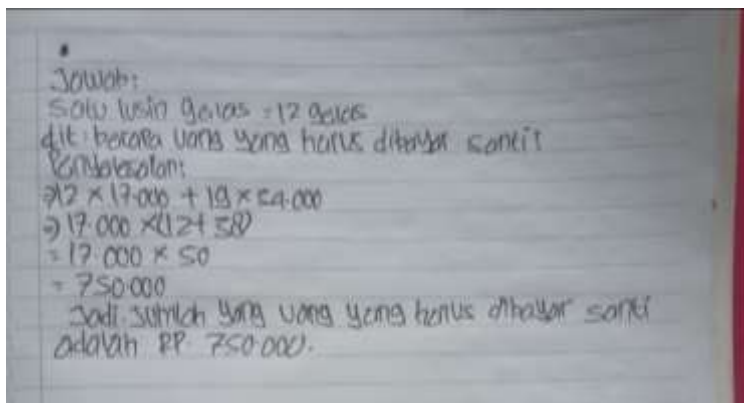 Jawab:
Satu lusin gelas = 12 gelas
dit: berapa uang yang harus dibayar santi?
Penyelesaian:
⇒ 12 × 17.000 + 19 × 34.000
⇒ 17.000 × (12 + 38)
= 17.000 × 50
= 750.000
Jadi jumlah yang uang yang harus dibayar santi
adalah RP 750.000.